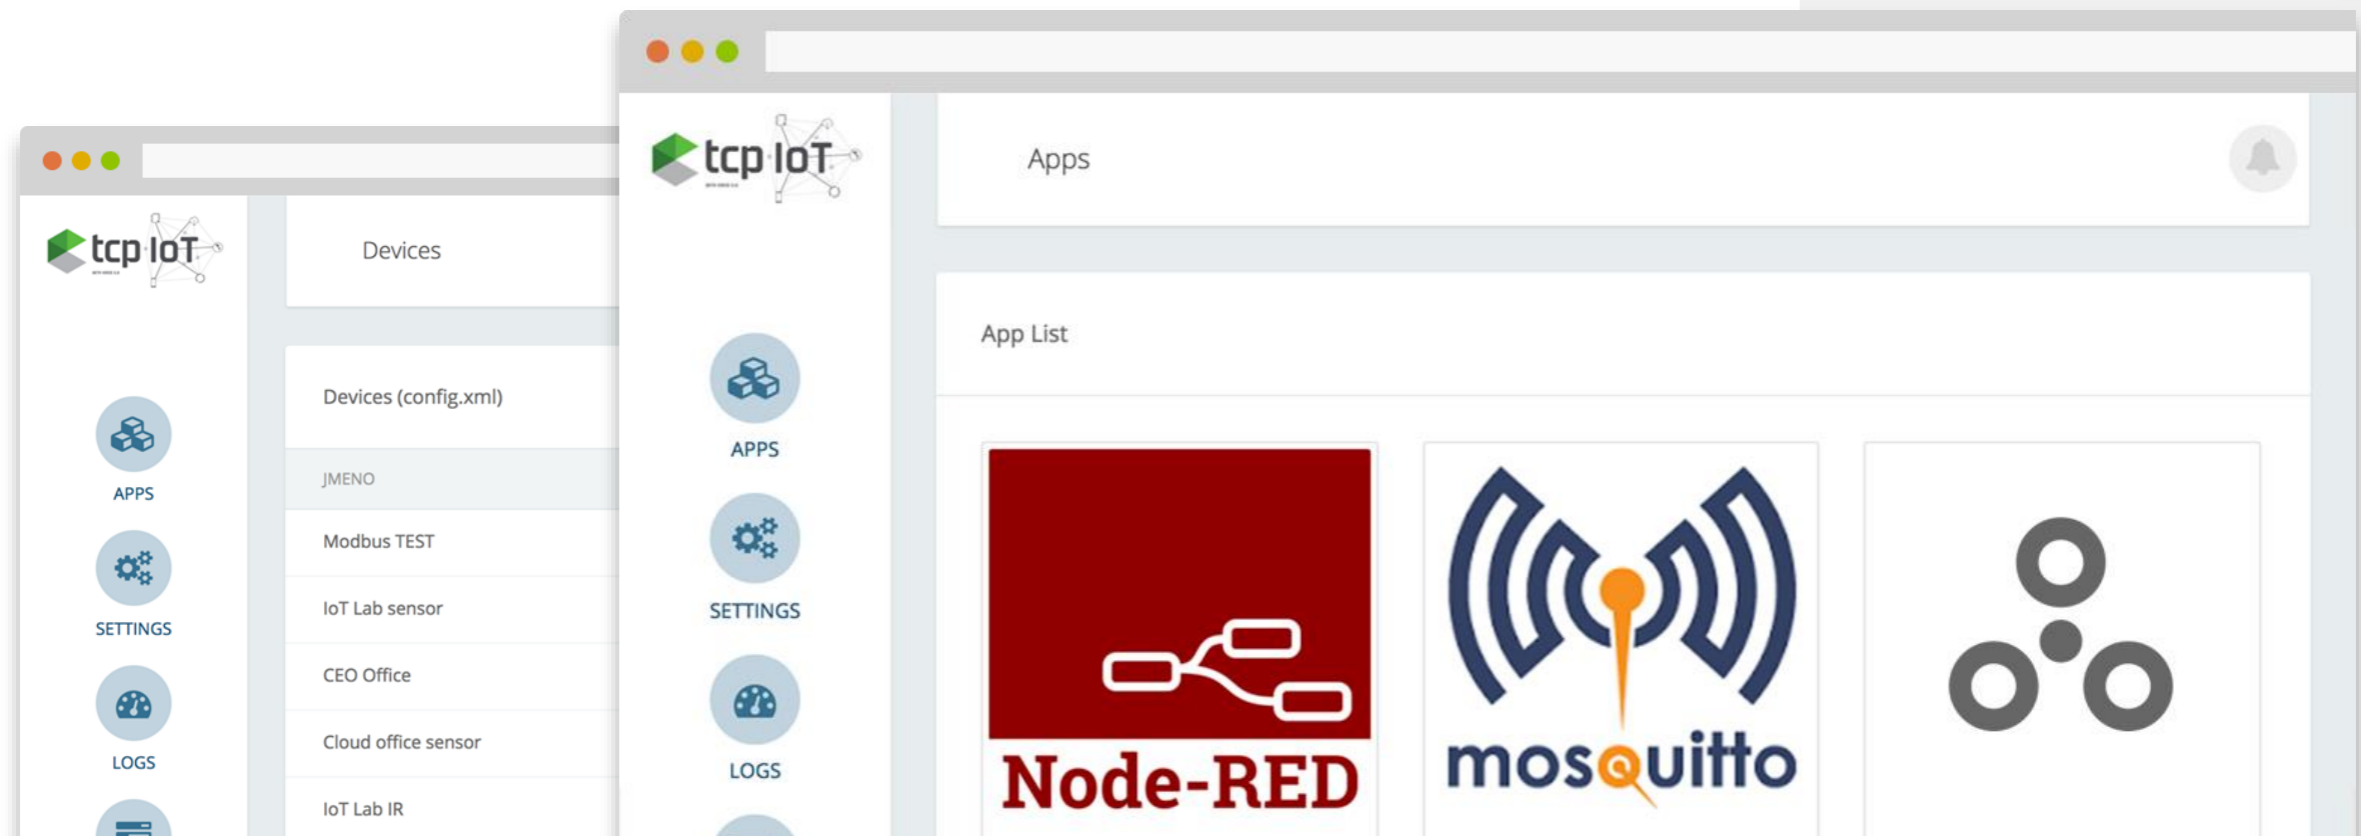 tcp IoT
Devices
APPS
SETTINGS
LOGS
Devices (config.xml)
JMENO
Modbus TEST
IoT Lab sensor
CEO Office
Cloud office sensor
IoT Lab IR
tcp IoT
Apps
APPS
SETTINGS
LOGS
App List
Node-RED
mosquitto